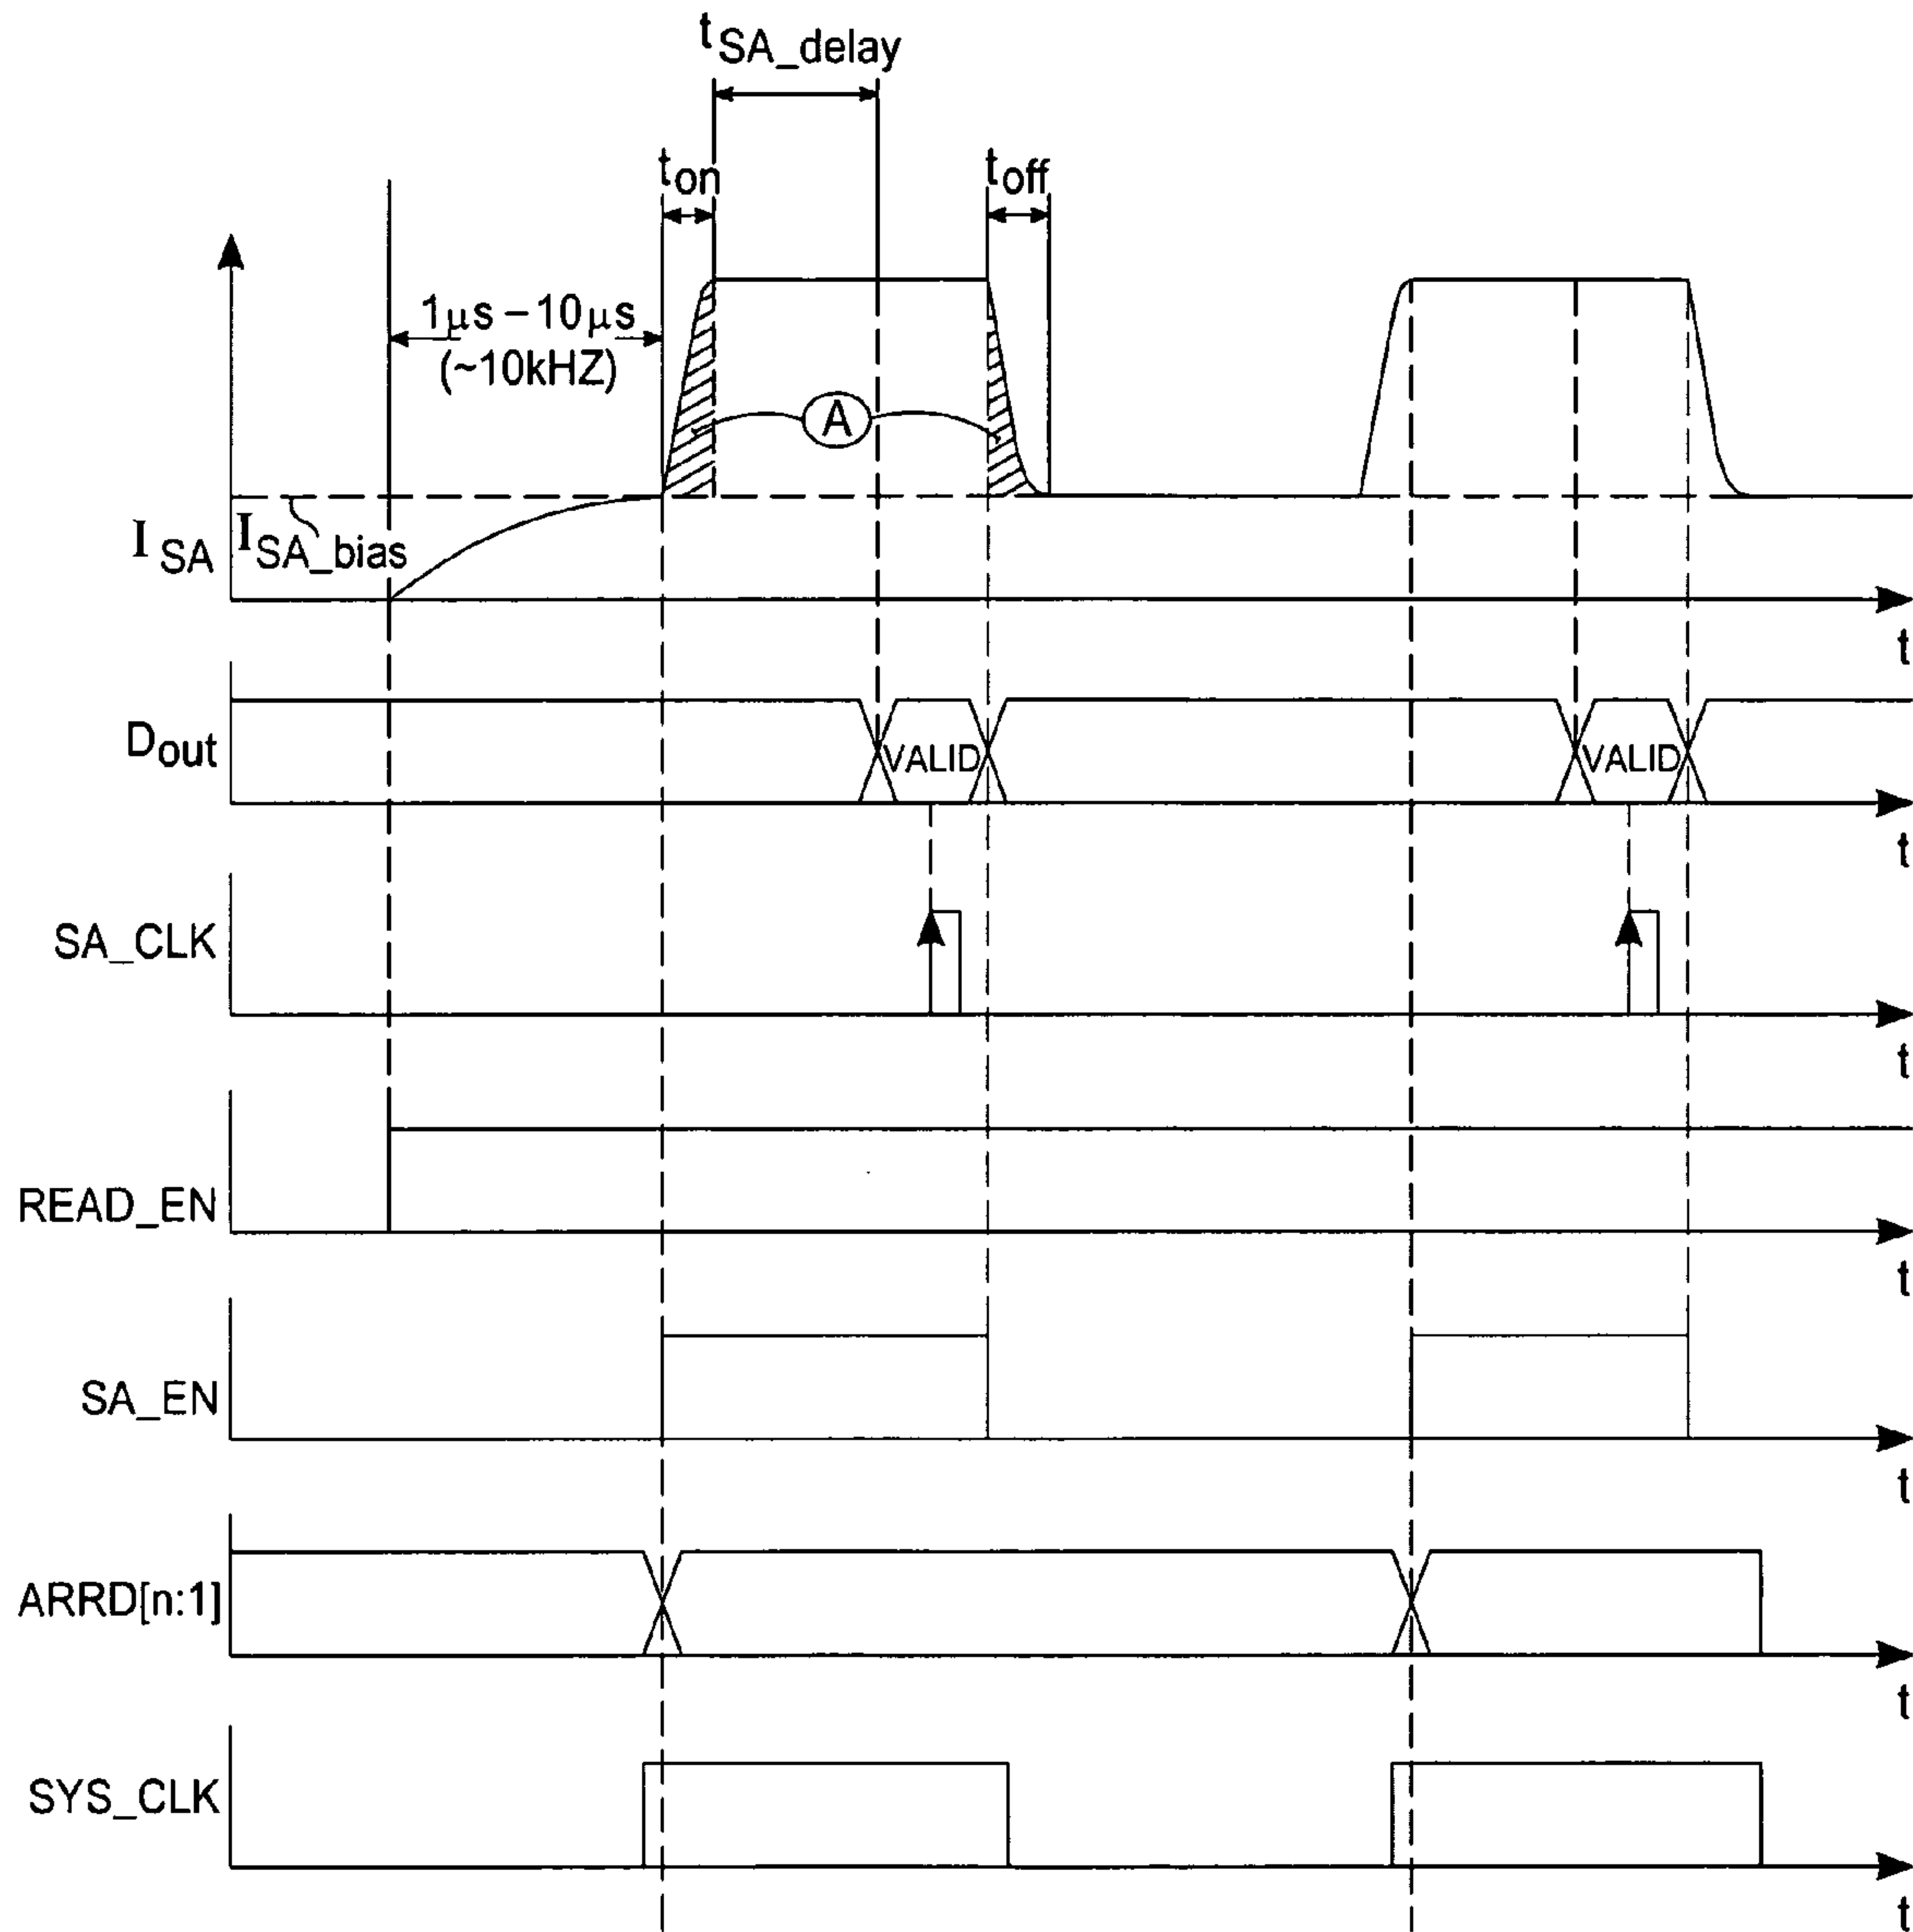 tSA_delay
ton
toff
1μs – 10μs
(~10kHZ)
A
ISA
ISA_bias
t
Dout
VALID
VALID
t
SA_CLK
t
READ_EN
t
SA_EN
t
ARRD[n:1]
t
SYS_CLK
t